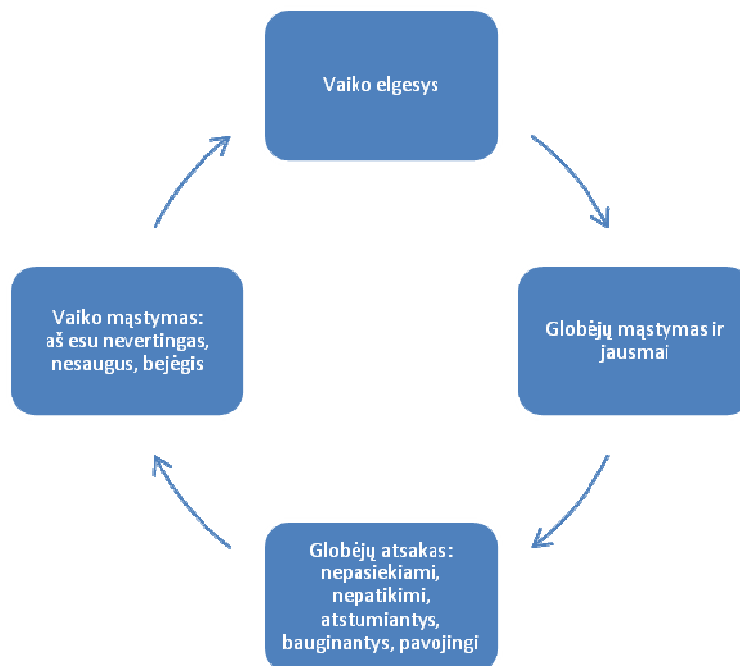 Vaiko elgesys
Globėjų mąstymas ir
jausmai
Globėjų atsakas:
nepasiekiami,
nepatikimi,
atstumiantys,
bauginantys, pavojingi
Vaiko mąstymas:
aš esu nevertingas,
nesaugus, bejėgis